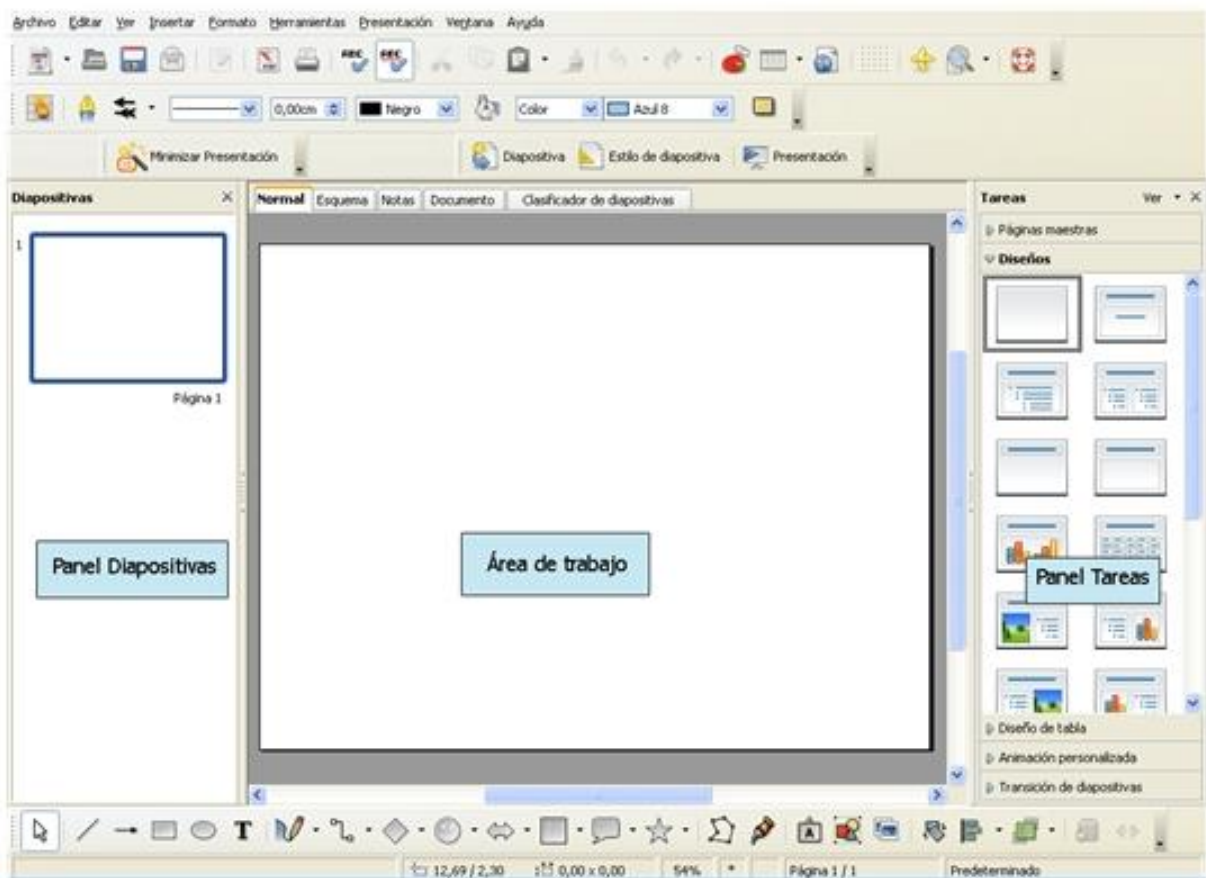 Archivo Editar Ver Insertar Formato Herramientas Presentación Ventana Ayuda
0,00cm Negro Color Azul 8
Minimizar Presentación Diapositiva Estilo de diapositiva Presentación
Diapositivas
Normal Esquema Notas Documento Clasificador de diapositivas
Tareas Ver
Páginas maestras
Diseños
1
Página 1
Panel Diapositivas
Área de trabajo
Panel Tareas
Diseño de tabla
Animación personalizada
Transición de diapositivas
12,69 / 2,30 0,00 x 0,00 54% * Página 1 / 1 Predeterminado